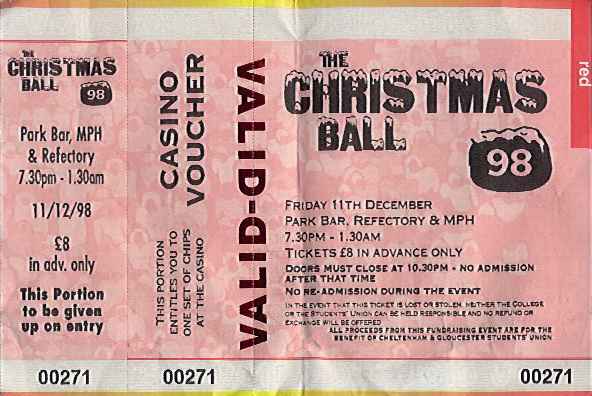 THE
CHRISTMAS
BALL 98
Park Bar, MPH
& Refectory
7.30pm - 1.30am
11/12/98
£8
in adv. only
This Portion
to be given
up on entry
00271
CASINO
VOUCHER
THIS PORTION
ENTITLES YOU TO
ONE SET OF CHIPS
AT THE CASINO
00271
VALID-VALID
THE
CHRISTMAS
BALL
98
FRIDAY 11TH DECEMBER
PARK BAR, REFECTORY & MPH
7.30PM - 1.30AM
TICKETS £8 IN ADVANCE ONLY
DOORS MUST CLOSE AT 10.30PM - NO ADMISSION
AFTER THAT TIME
NO RE-ADMISSION DURING THE EVENT
IN THE EVENT THAT THIS TICKET IS LOST OR STOLEN, NEITHER THE COLLEGE
OR THE STUDENTS' UNION CAN BE HELD RESPONSIBLE AND NO REFUND OR
EXCHANGE WILL BE OFFERED
ALL PROCEEDS FROM THIS FUNDRAISING EVENT ARE FOR THE
BENEFIT OF CHELTENHAM & GLOUCESTER STUDENTS' UNION
00271
red